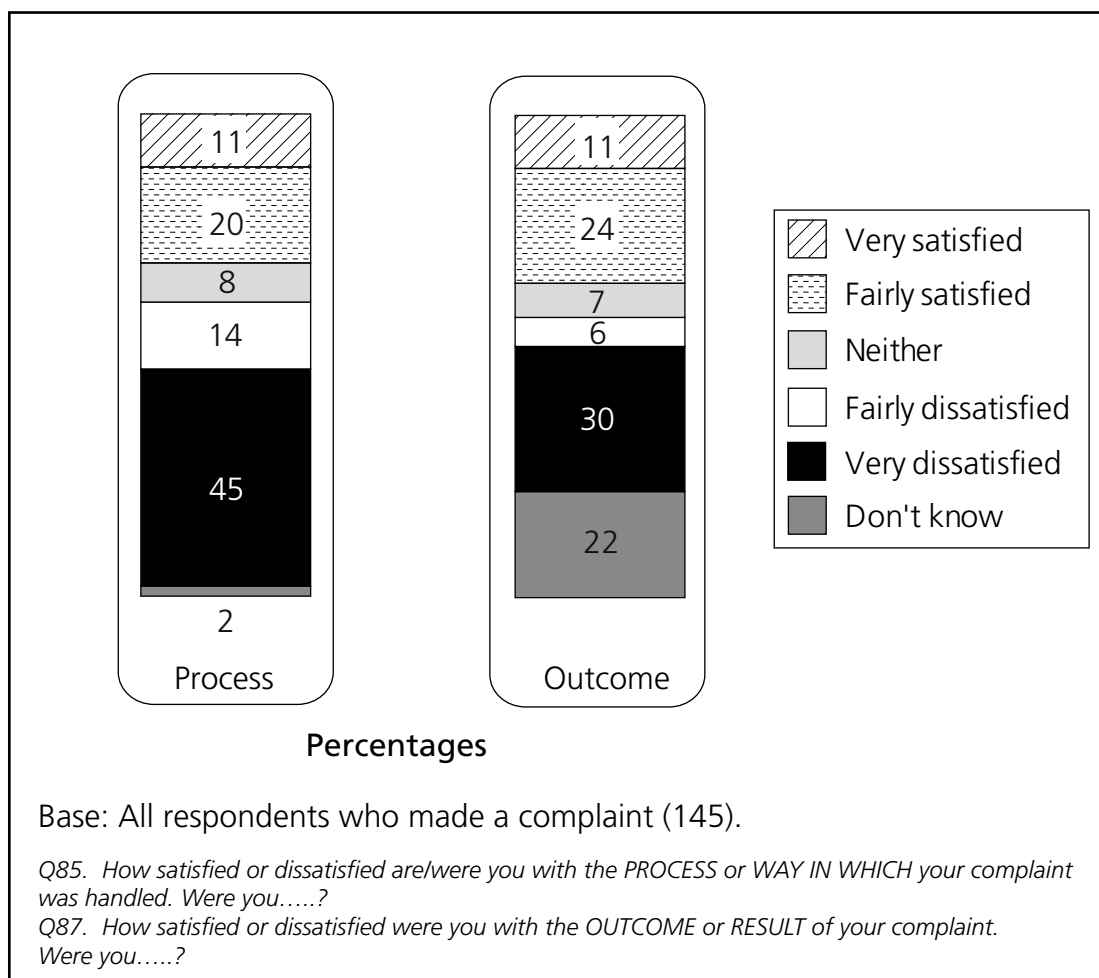 11
20
8
14
45
2
Process
11
24
7
6
30
22
Outcome
Very satisfied
Fairly satisfied
Neither
Fairly dissatisfied
Very dissatisfied
Don't know
Percentages
Base: All respondents who made a complaint (145).
Q85. How satisfied or dissatisfied are/were you with the PROCESS or WAY IN WHICH your complaint
was handled. Were you.....?
Q87. How satisfied or dissatisfied were you with the OUTCOME or RESULT of your complaint.
Were you.....?